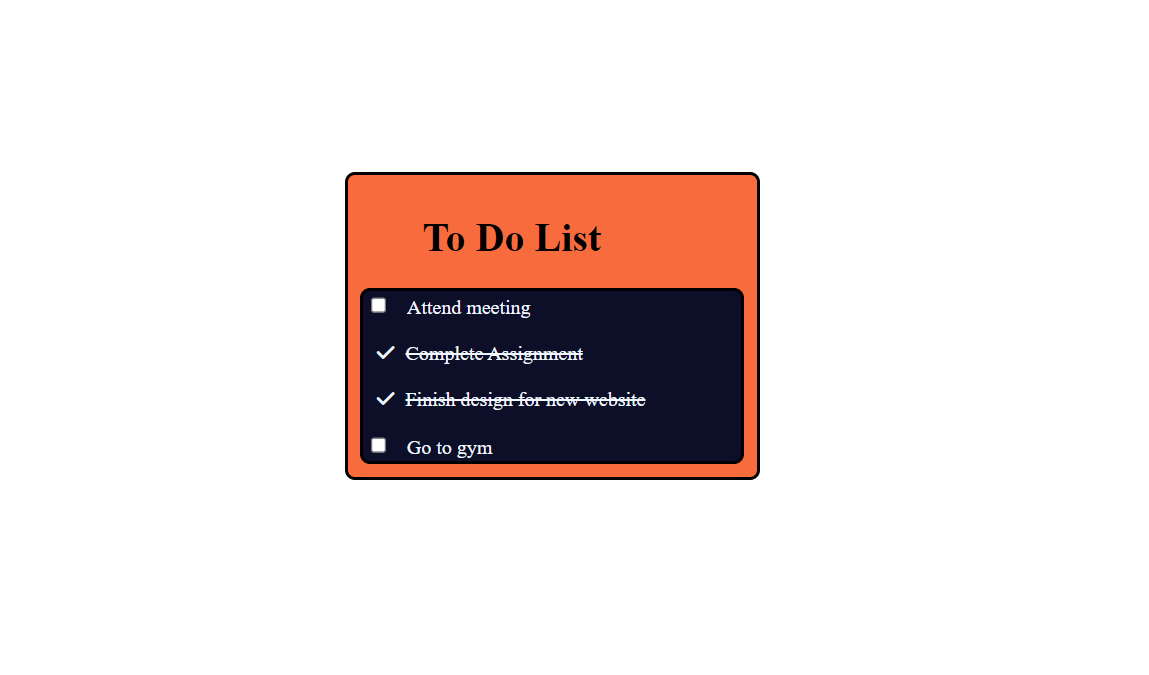 To Do List
Attend meeting
Complete Assignment
Finish design for new website
Go to gym